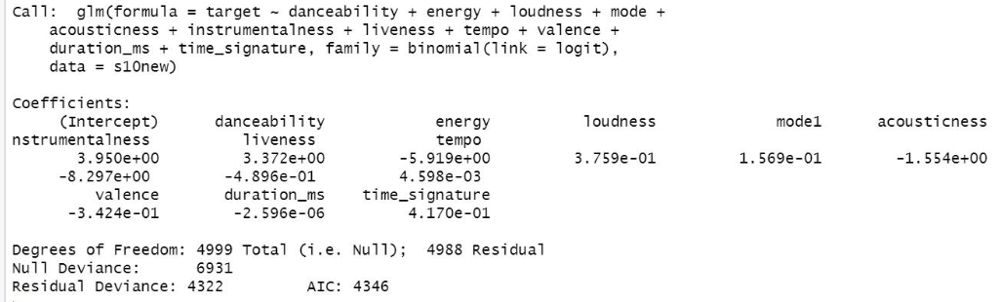 Call:  glm(formula = target ~ danceability + energy + loudness + mode +
    acousticness + instrumentalness + liveness + tempo + valence +
    duration_ms + time_signature, family = binomial(link = logit),
    data = s10new)

Coefficients:
     (Intercept)      danceability            energy          loudness             mode1      acousticness
nstrumentalness          liveness             tempo
       3.950e+00         3.372e+00        -5.919e+00         3.759e-01         1.569e-01        -1.554e+00
      -8.297e+00        -4.896e-01         4.598e-03
         valence       duration_ms    time_signature
      -3.424e-01        -2.596e-06         4.170e-01

Degrees of Freedom: 4999 Total (i.e. Null);  4988 Residual
Null Deviance:      6931
Residual Deviance: 4322        AIC: 4346